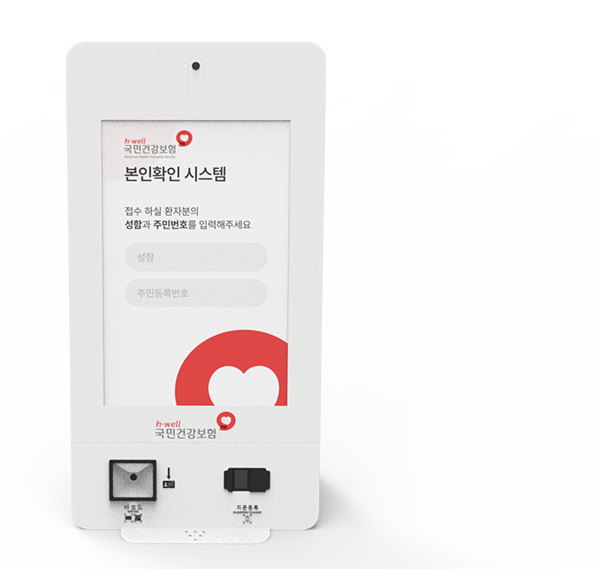 h-well
국민건강보험
National Health Insurance Service
본인확인 시스템
접수 하실 환자분의
성함과 주민번호를 입력해주세요
성함
주민등록번호
h-well
국민건강보험
바코드
지문등록